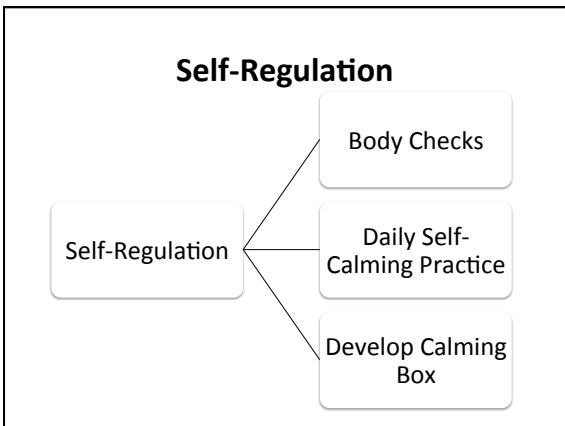 Self-Regulation
Body Checks
Self-Regulation
Daily Self-
Calming Practice
Develop Calming
Box